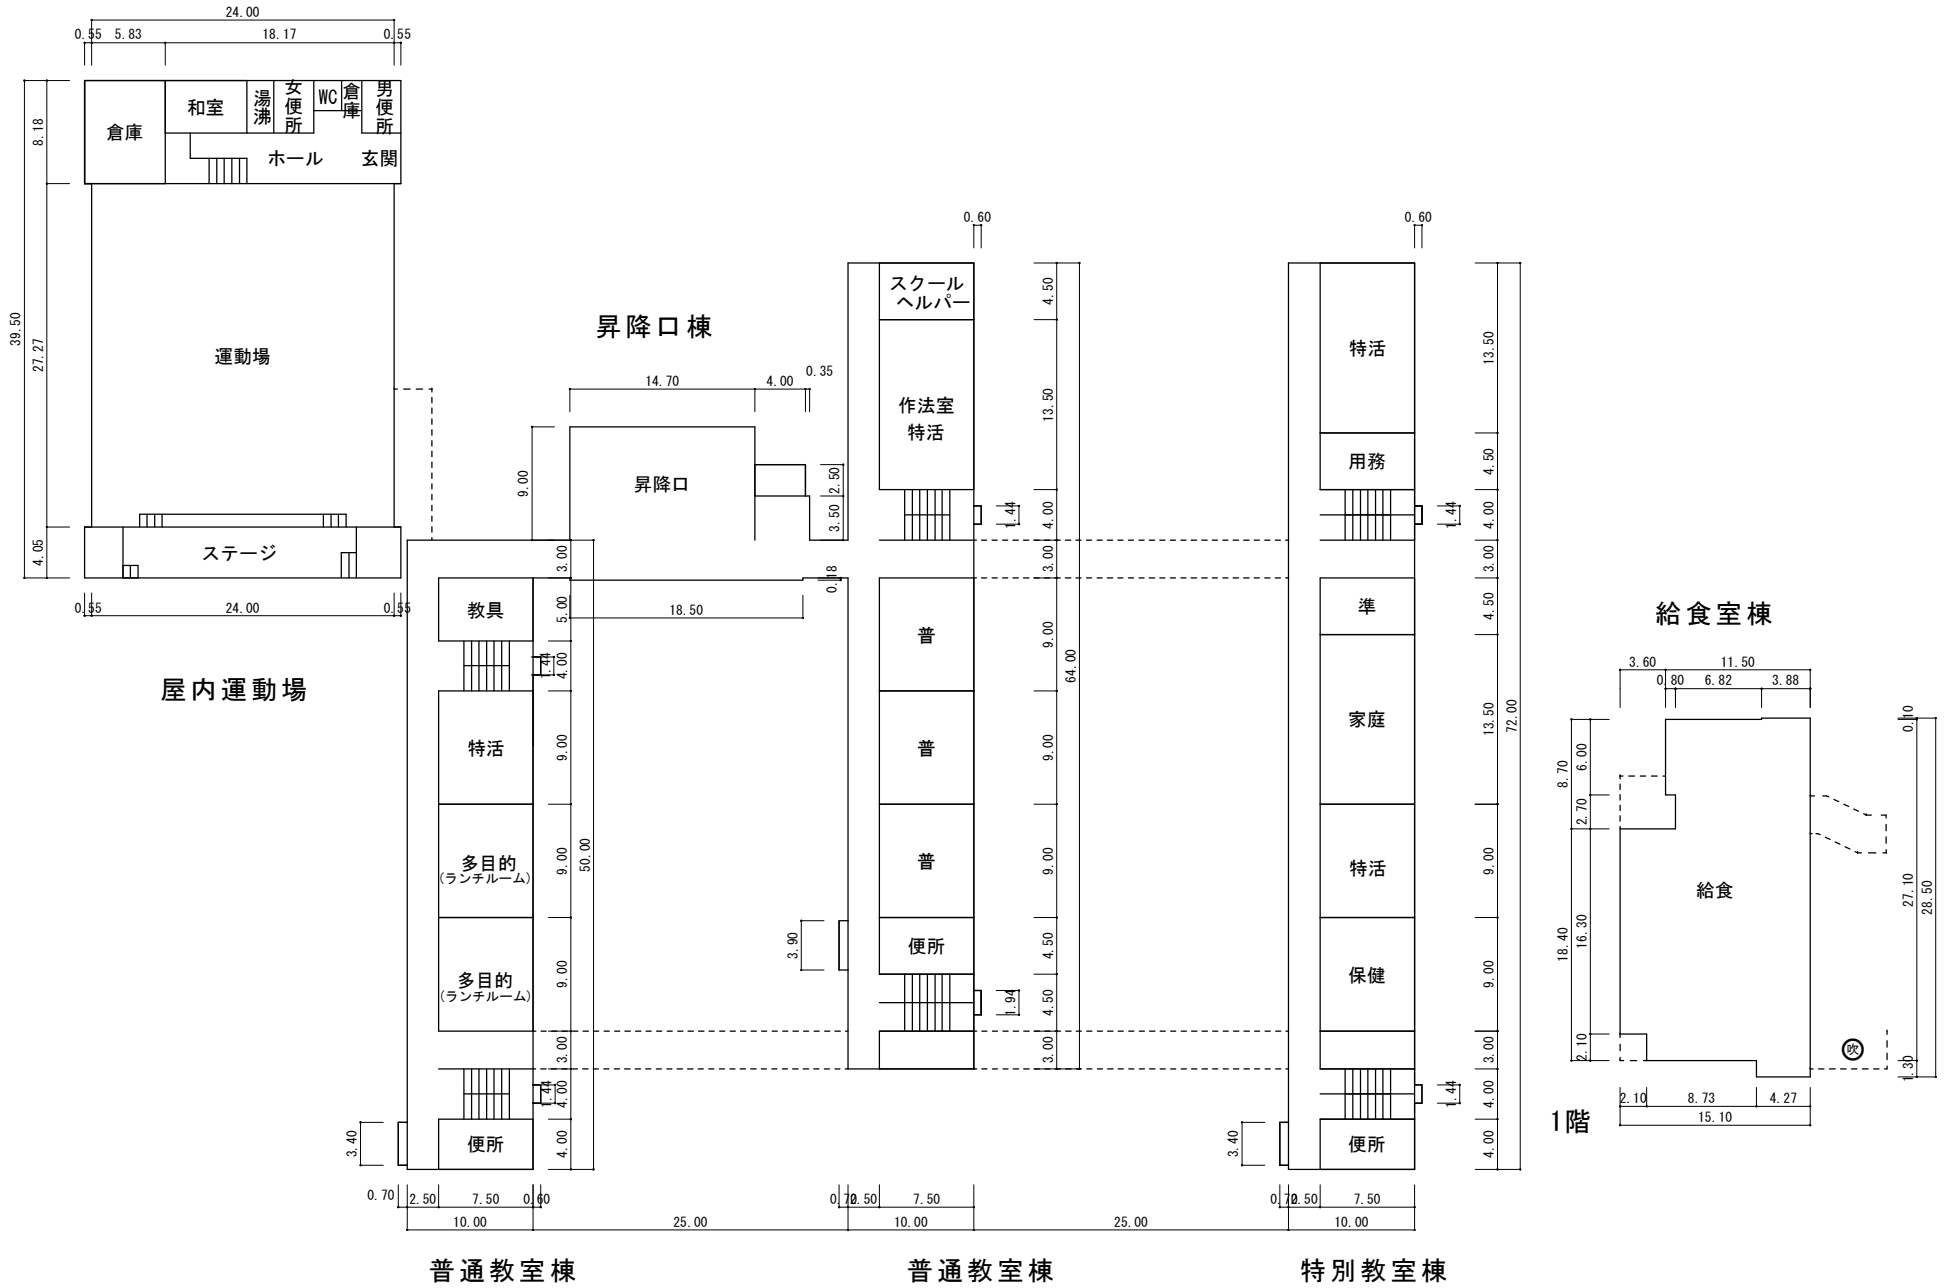 24.00
0.55
5.83
18.17
0.55
39.50
8.18
27.27
4.05
倉庫
和室
湯沸
女便所
WC
倉庫
男便所
ホール
玄関
運動場
ステージ
0.55
24.00
0.55
屋内運動場
昇降口棟
14.70
4.00
0.35
9.00
昇降口
2.50
3.50
0.18
18.50
3.00
5.00
4.00
1.44
9.00
9.00
9.00
50.00
3.00
4.00
1.44
4.00
教具
特活
多目的
(ランチルーム)
多目的
(ランチルーム)
便所
3.40
0.70
2.50
7.50
0.60
10.00
25.00
普通教室棟
0.60
スクール
ヘルパー
作法室
特活
普
普
普
便所
4.50
13.50
1.44
4.00
3.00
9.00
9.00
9.00
64.00
4.50
1.94
4.50
3.00
3.90
0.70
2.50
7.50
10.00
25.00
普通教室棟
0.60
特活
用務
準
家庭
特活
保健
便所
13.50
4.50
1.44
4.00
3.00
4.50
13.50
72.00
9.00
9.00
3.00
1.44
4.00
4.00
3.40
0.70
2.50
7.50
10.00
特別教室棟
給食室棟
3.60
11.50
0.80
6.82
3.88
0.10
8.70
6.00
2.70
18.40
16.30
2.10
給食
吹
27.10
28.50
1.30
2.10
8.73
4.27
15.10
1階